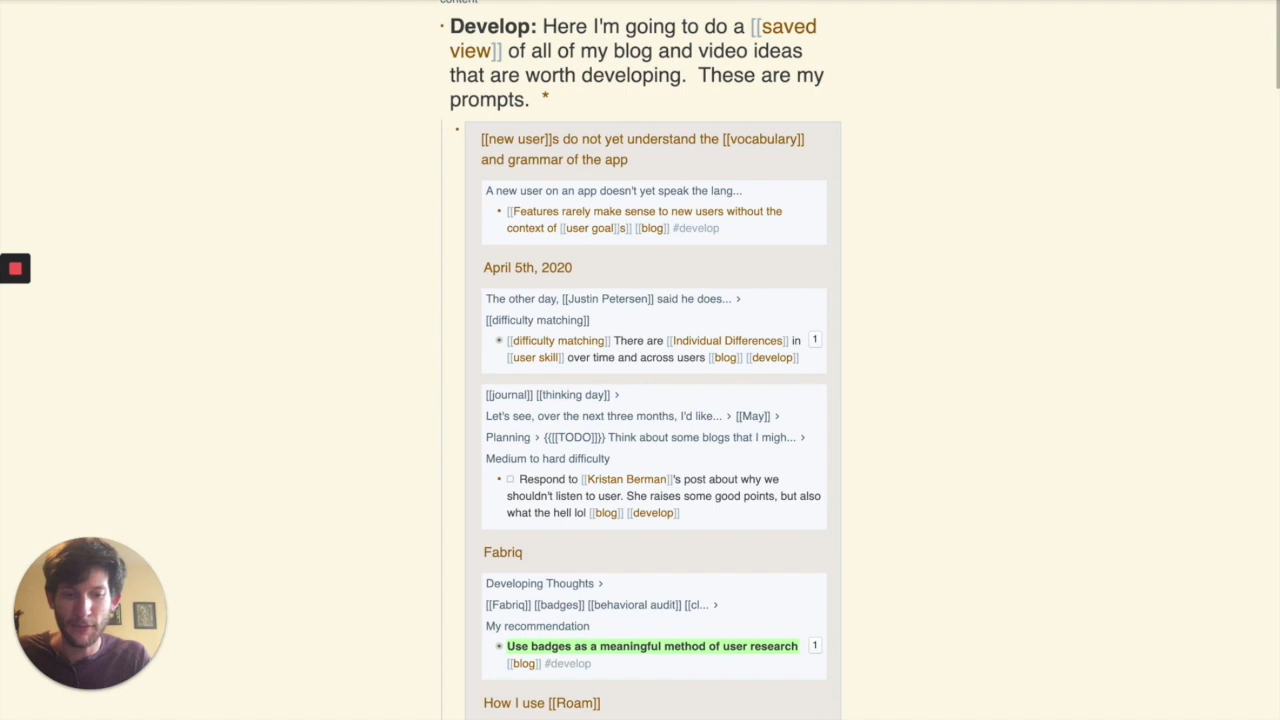 content
Develop: Here I'm going to do a [[saved
view]] of all of my blog and video ideas
that are worth developing. These are my
prompts. *
[[new user]]s do not yet understand the [[vocabulary]]
and grammar of the app
A new user on an app doesn't yet speak the lang...
[[Features rarely make sense to new users without the
context of [[user goal]]s]] [[blog]] #develop
April 5th, 2020
The other day, [[Justin Petersen]] said he does... >
[[difficulty matching]]
[[difficulty matching]] There are [[Individual Differences]] in 1
[[user skill]] over time and across users [[blog]] [[develop]]
[[journal]] [[thinking day]] >
Let's see, over the next three months, I'd like... > [[May]] >
Planning > {{[[TODO]]}} Think about some blogs that I migh... >
Medium to hard difficulty
Respond to [[Kristan Berman]]'s post about why we
shouldn't listen to user. She raises some good points, but also
what the hell lol [[blog]] [[develop]]
Fabriq
Developing Thoughts >
[[Fabriq]] [[badges]] [[behavioral audit]] [[cl... >
My recommendation
Use badges as a meaningful method of user research 1
[[blog]] #develop
How I use [[Roam]]